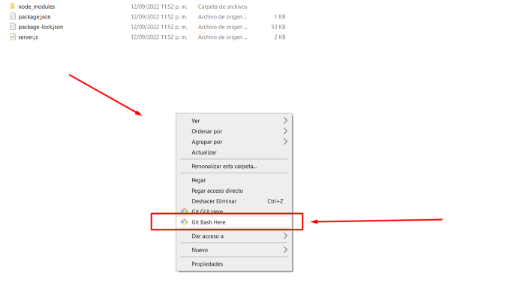 node_modules 12/09/2022 11:52 p. m. Carpeta de archivos
package.json 12/09/2022 11:52 p. m. Archivo de origen ... 1 KB
package-lock.json 12/09/2022 11:52 p. m. Archivo de origen ... 53 KB
server.js 12/09/2022 11:52 p. m. Archivo de origen ... 2 KB
Ver
Ordenar por
Agrupar por
Actualizar
Personalizar esta carpeta...
Pegar
Pegar acceso directo
Deshacer Eliminar Ctrl+Z
Git GUI Here
Git Bash Here
Dar acceso a
Nuevo
Propiedades